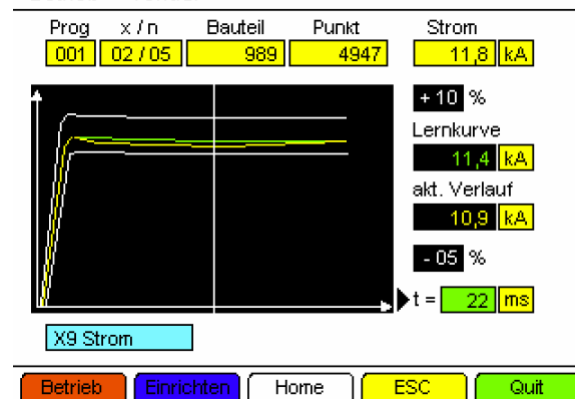 Prog x / n Bauteil Punkt Strom
001 02 / 05 989 4947 11,8 kA
+ 10 %
Lernkurve
11,4 kA
akt. Verlauf
10,9 kA
- 05 %
t = 22 ms
X9 Strom
Betrieb Einrichten Home ESC Quit